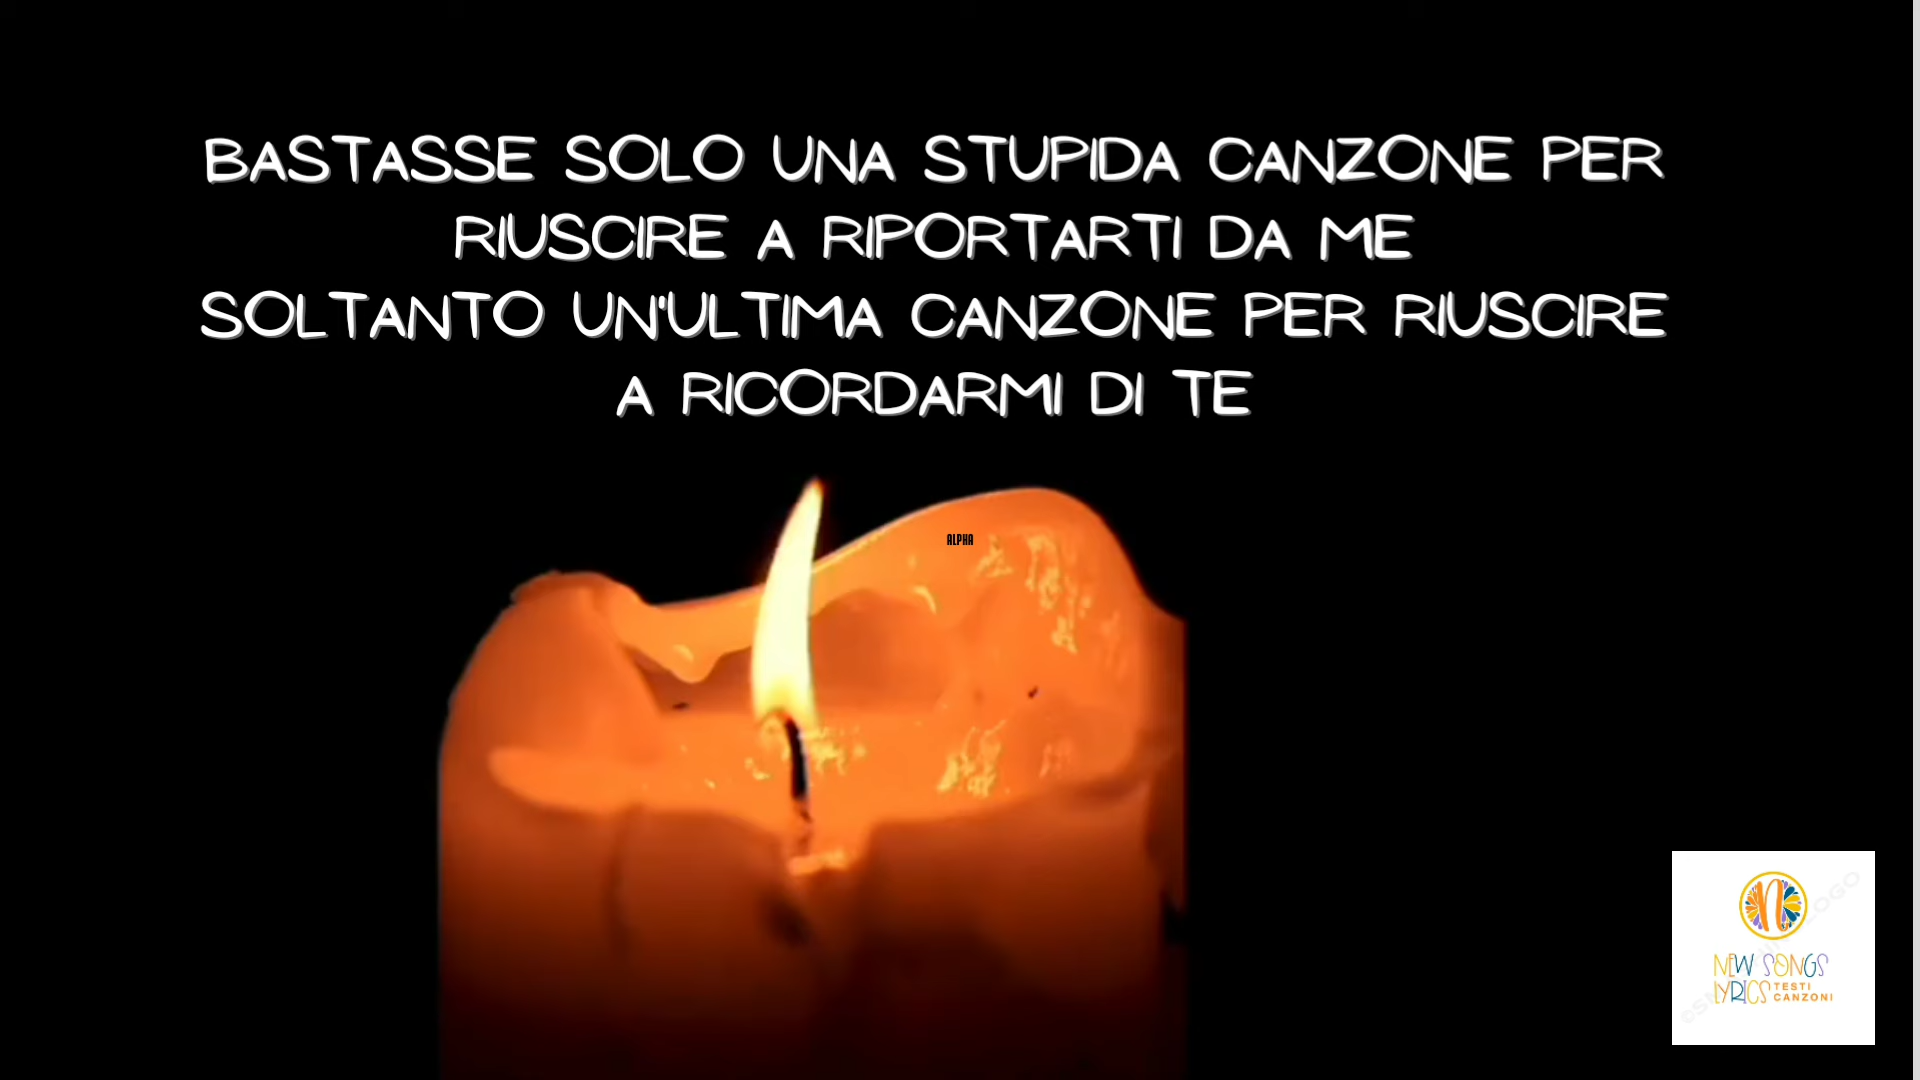 BASTASSE SOLO UNA STUPIDA CANZONE PER
RIUSCIRE A RIPORTARTI DA ME
SOLTANTO UN'ULTIMA CANZONE PER RIUSCIRE
A RICORDARMI DI TE
ALPHA
n
NEW SONGS
LYRICS TESTI
CANZONI